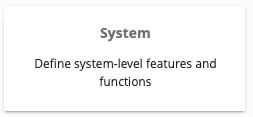 System
Define system-level features and
functions